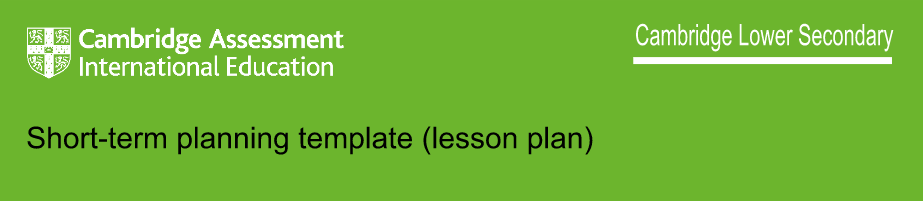 Cambridge Assessment
International Education
Cambridge Lower Secondary
Short-term planning template (lesson plan)